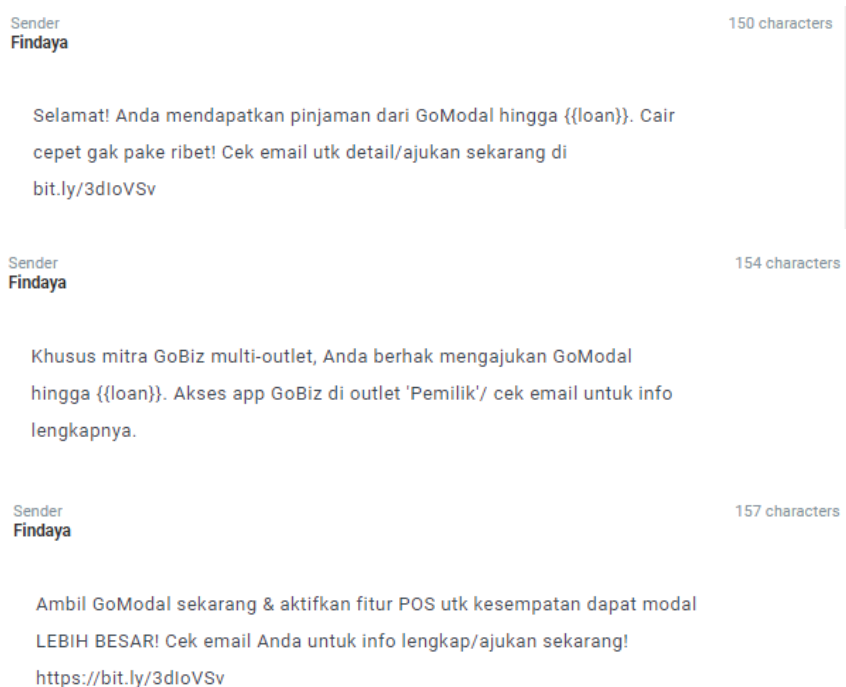 Sender
150 characters
Findaya
Selamat! Anda mendapatkan pinjaman dari GoModal hingga {{loan}}. Cair
cepet gak pake ribet! Cek email utk detail/ajukan sekarang di
bit.ly/3dIoVSv
Sender
154 characters
Findaya
Khusus mitra GoBiz multi-outlet, Anda berhak mengajukan GoModal
hingga {{loan}}. Akses app GoBiz di outlet 'Pemilik'/ cek email untuk info
lengkapnya.
Sender
157 characters
Findaya
Ambil GoModal sekarang & aktifkan fitur POS utk kesempatan dapat modal
LEBIH BESAR! Cek email Anda untuk info lengkap/ajukan sekarang!
https://bit.ly/3dIoVSv